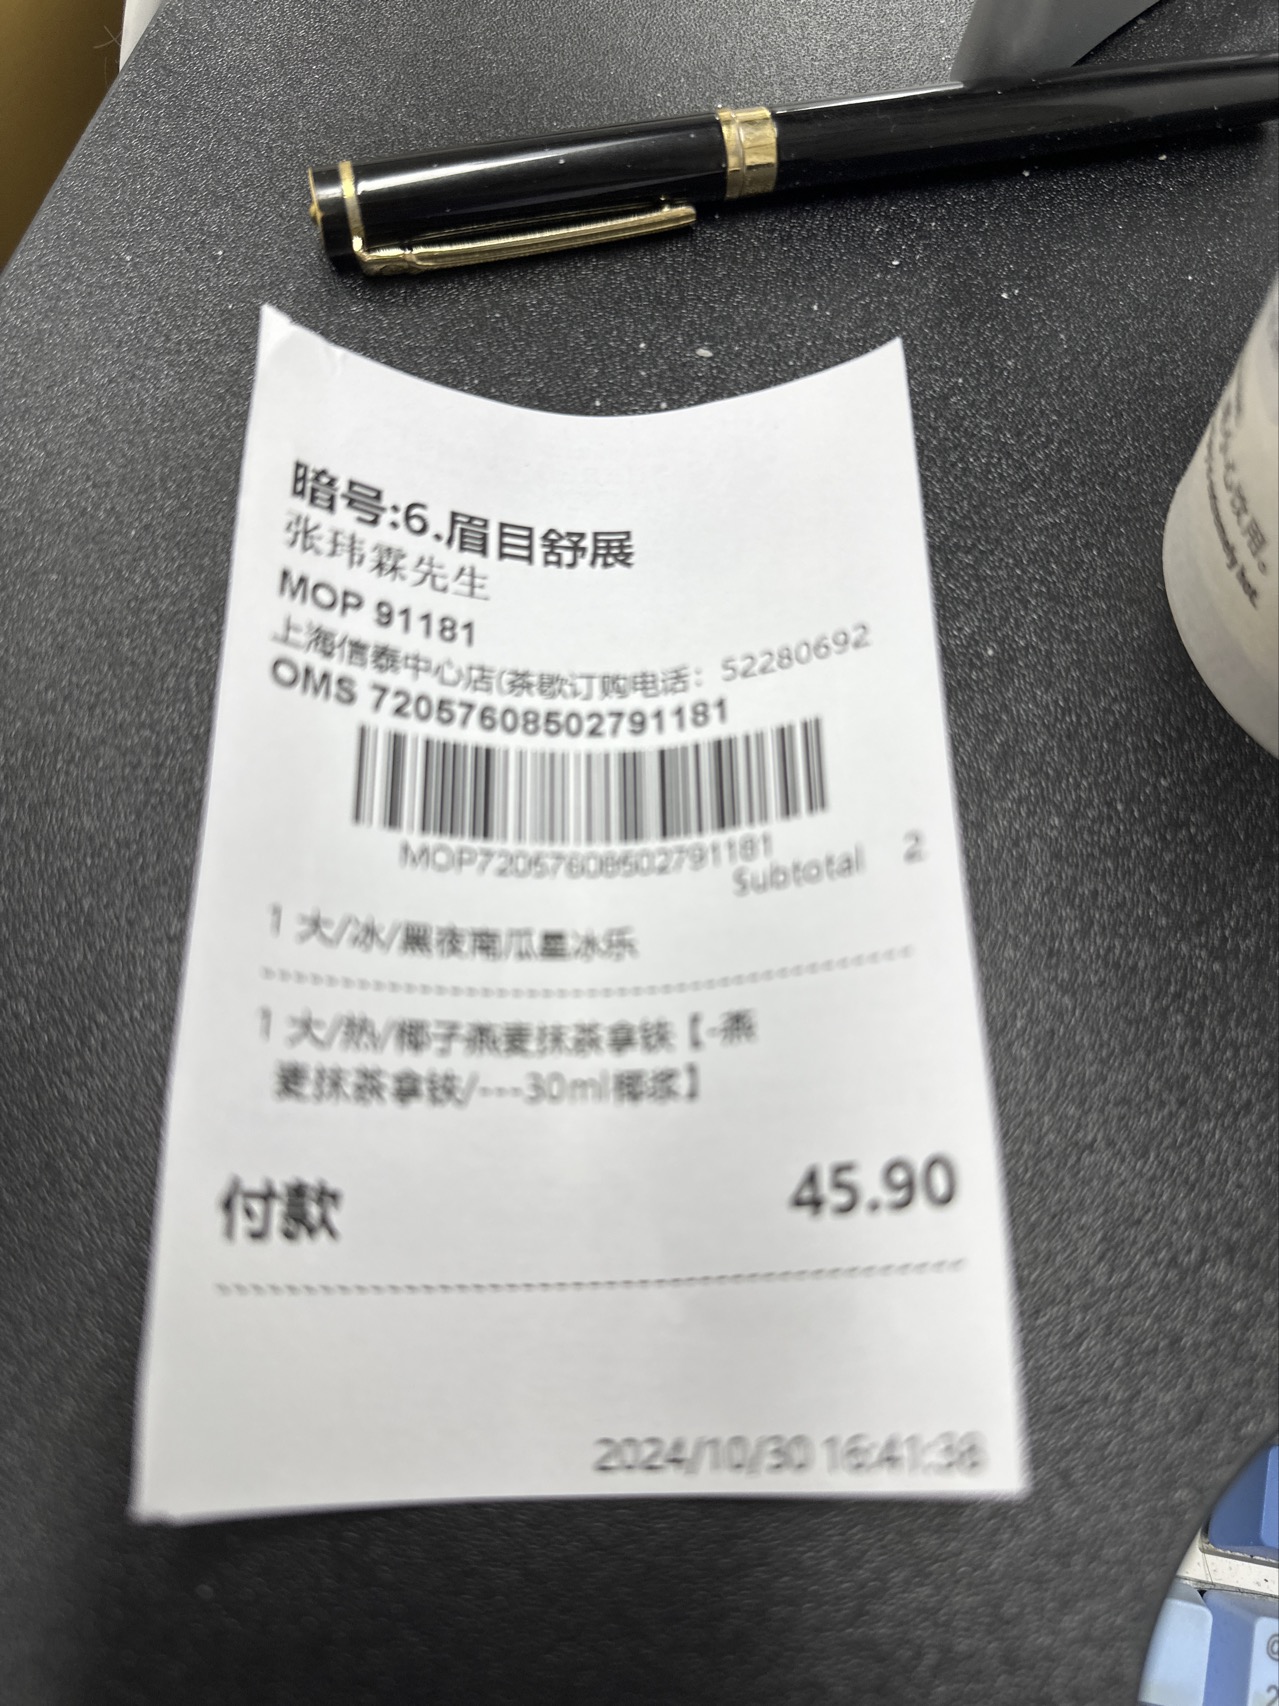 暗号:6.眉目舒展
张玮霖先生
MOP 91181
上海信泰中心店(茶歇订购电话：52280692
OMS 72057608502791181
MOP72057608502791181
Subtotal 2
1 大/冰/黑夜南瓜星冰乐
1 大/热/椰子燕麦抹茶拿铁【-燕
麦抹茶拿铁/---30ml椰浆】
付款 45.90
2024/10/30 16:41:38
心饮用。